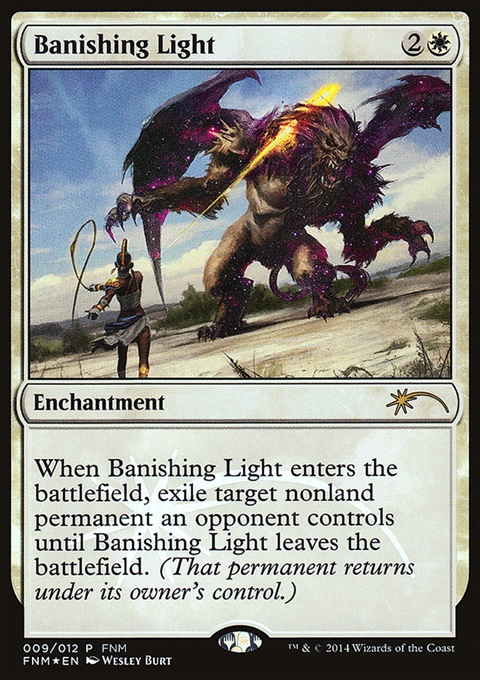 Banishing Light 2
Enchantment
When Banishing Light enters the
battlefield, exile target nonland
permanent an opponent controls
until Banishing Light leaves the
battlefield. (That permanent returns
under its owner's control.)
009/012 P FNM
FNM★EN Wesley Burt
™ & © 2014 Wizards of the Coast